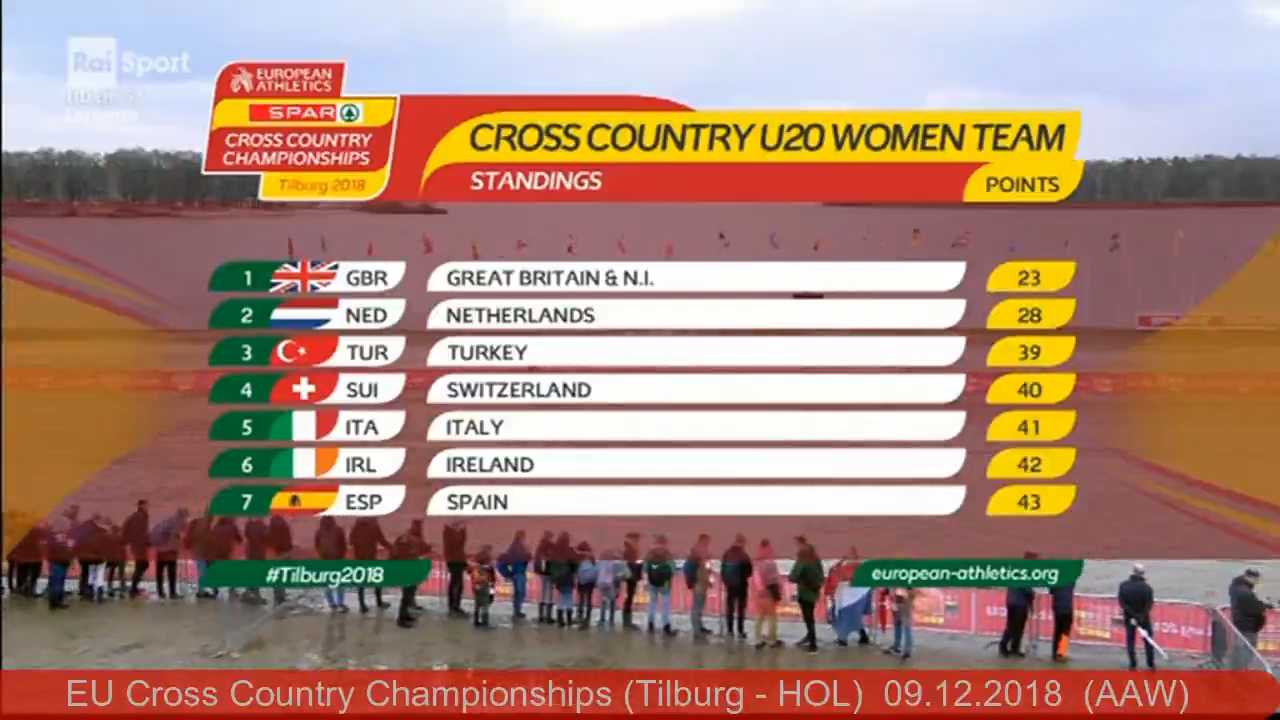 Rai Sport
EUROPEAN
ATHLETICS
SPAR
CROSS COUNTRY
CHAMPIONSHIPS
Tilburg 2018
CROSS COUNTRY U20 WOMEN TEAM
STANDINGS
POINTS
1 GBR GREAT BRITAIN & N.I. 23
2 NED NETHERLANDS 28
3 TUR TURKEY 39
4 SUI SWITZERLAND 40
5 ITA ITALY 41
6 IRL IRELAND 42
7 ESP SPAIN 43
#Tilburg2018
european-athletics.org
EU Cross Country Championships (Tilburg - HOL) 09.12.2018 (AAW)